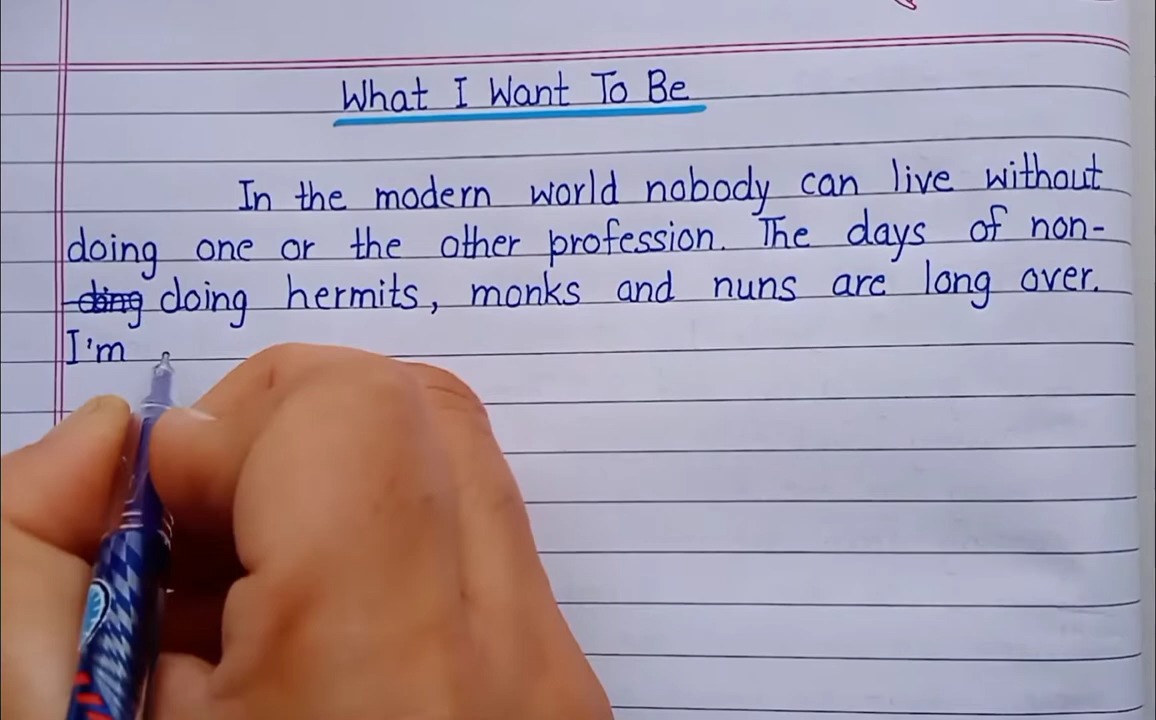 What I Want To Be
In the modern world nobody can live without
doing one or the other profession. The days of non-
doing doing hermits, monks and nuns are long over.
I'm